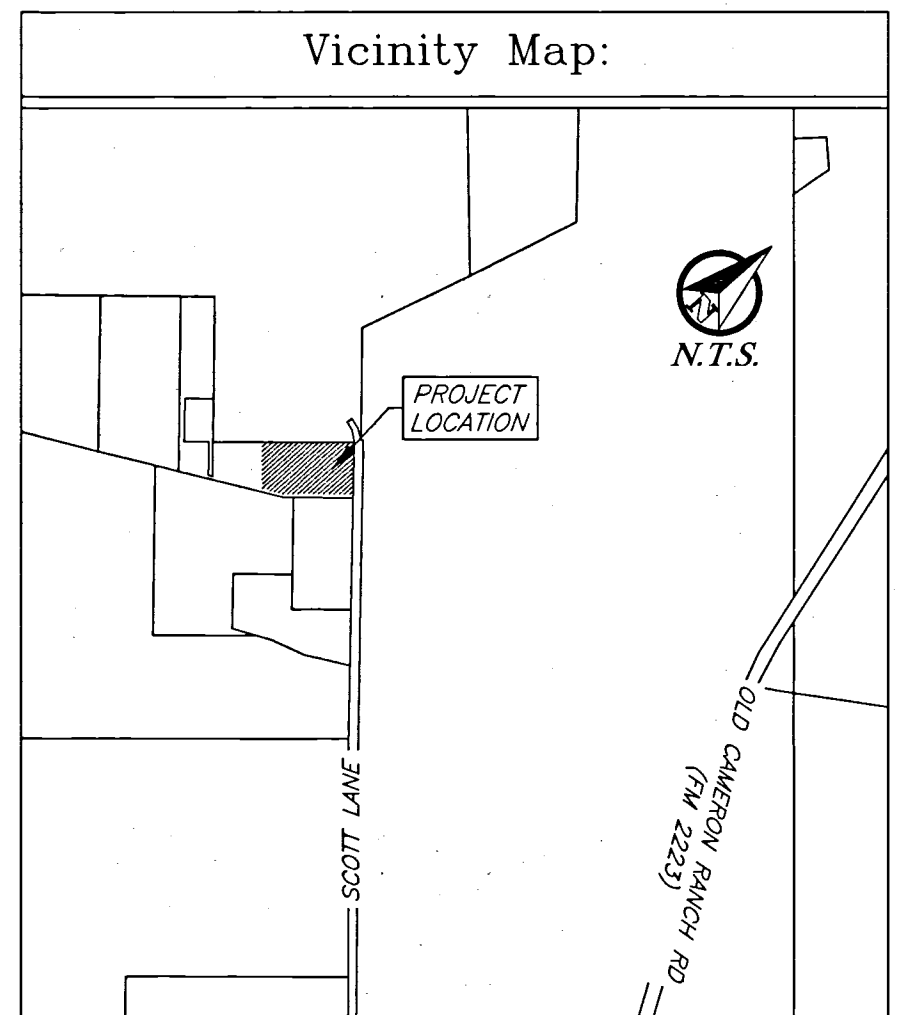 Vicinity Map:
N
N.T.S.
PROJECT
LOCATION
SCOTT LANE
OLD CAMERON RANCH RD
(FM 2223)